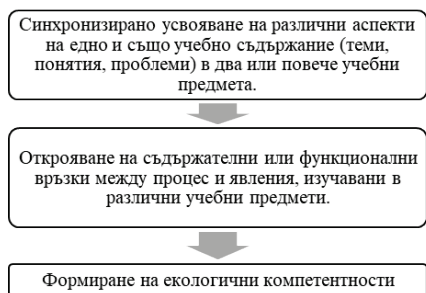 Синхронизирано усвояване на различни аспекти
на едно и също учебно съдържание (теми,
понятия, проблеми) в два или повече учебни
предмета.
Открояване на съдържателни или функционални
връзки между процес и явления, изучавани в
различни учебни предмети.
Формиране на екологични компетентности